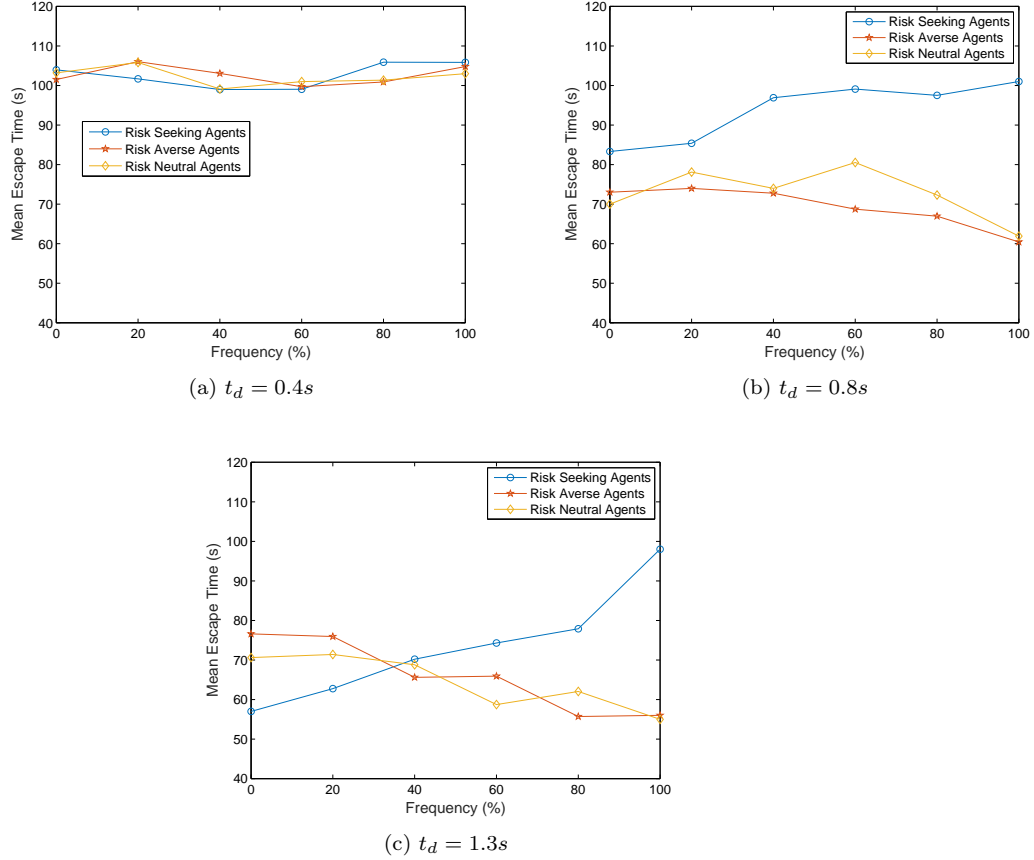 120
110
100
90
80
70
60
50
40
Mean Escape Time (s)
Risk Seeking Agents
Risk Averse Agents
Risk Neutral Agents
0 20 40 60 80 100
Frequency (%)
(a) t_d = 0.4s
120
110
100
90
80
70
60
50
40
Mean Escape Time (s)
Risk Seeking Agents
Risk Averse Agents
Risk Neutral Agents
0 20 40 60 80 100
Frequency (%)
(b) t_d = 0.8s
120
110
100
90
80
70
60
50
40
Mean Escape Time (s)
Risk Seeking Agents
Risk Averse Agents
Risk Neutral Agents
0 20 40 60 80 100
Frequency (%)
(c) t_d = 1.3s